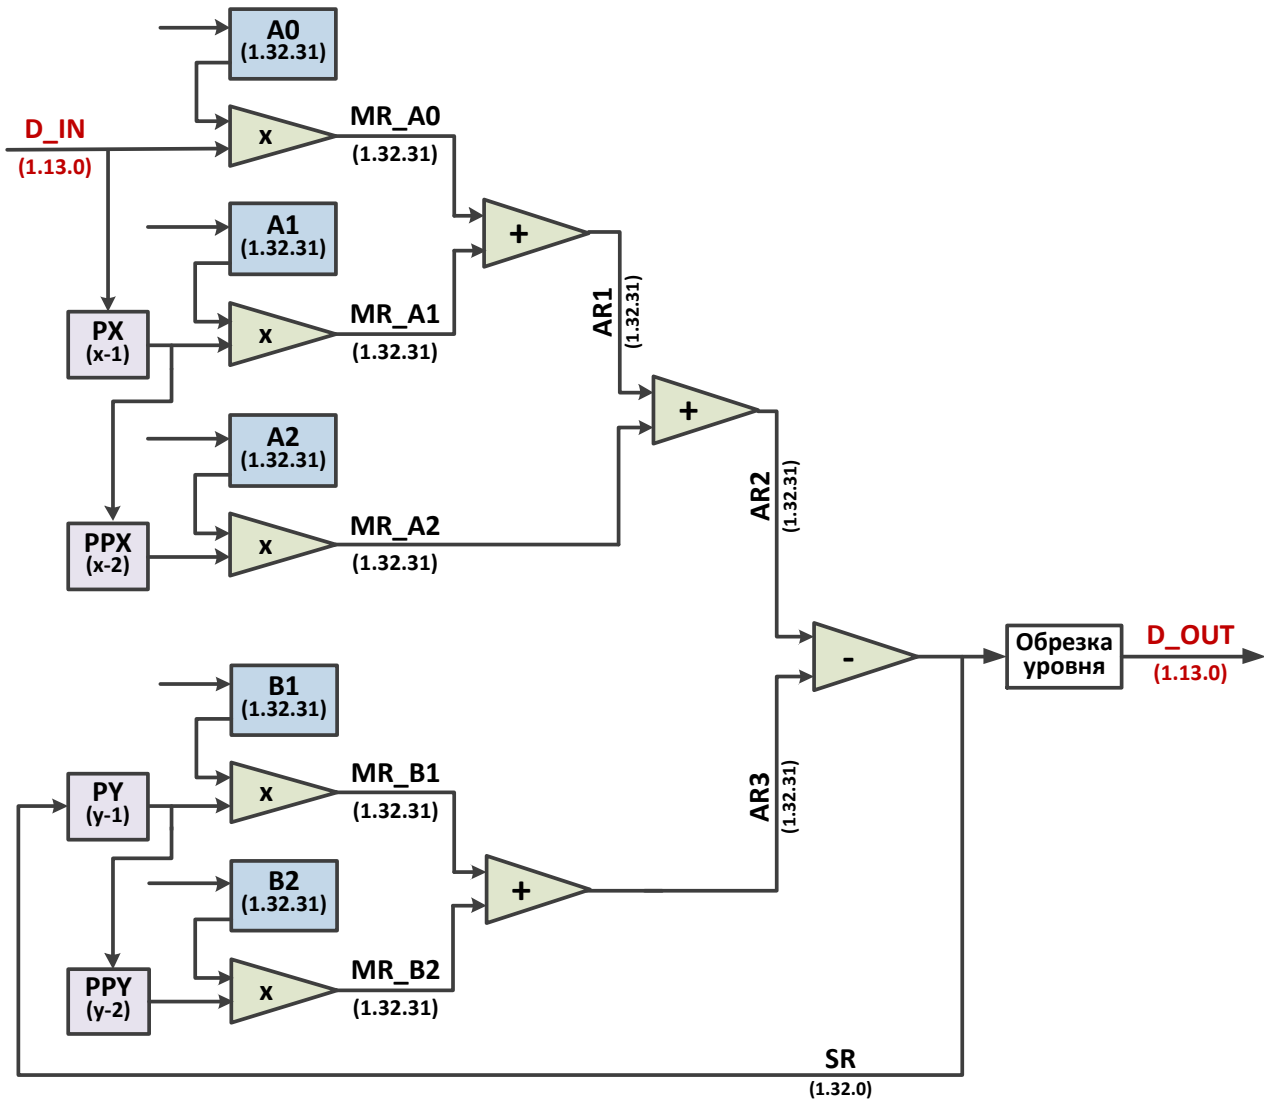 A0
(1.32.31)
D_IN
(1.13.0)
x
MR_A0
(1.32.31)
A1
(1.32.31)
+
PX
(x-1)
x
MR_A1
(1.32.31)
AR1
(1.32.31)
+
A2
(1.32.31)
PPX
(x-2)
x
MR_A2
(1.32.31)
AR2
(1.32.31)
-
Обрезка
уровня
D_OUT
(1.13.0)
B1
(1.32.31)
PY
(y-1)
x
MR_B1
(1.32.31)
AR3
(1.32.31)
B2
(1.32.31)
+
PPY
(y-2)
x
MR_B2
(1.32.31)
SR
(1.32.0)